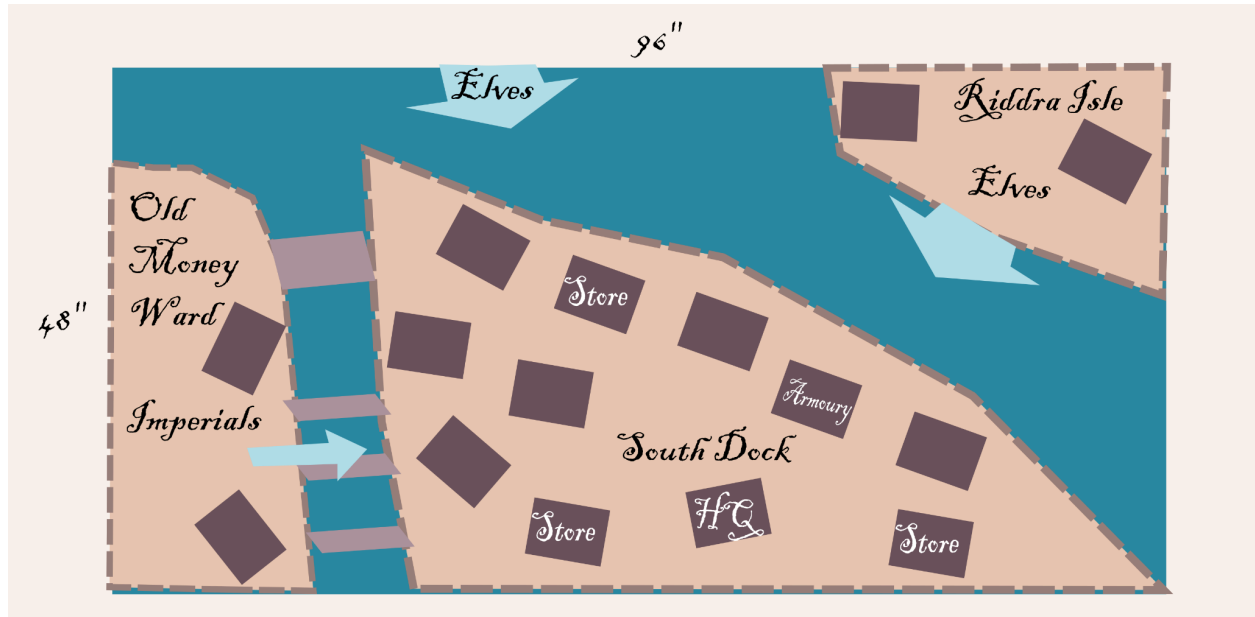 96"
Elves
Riddra Isle
Elves
Old
Money
Ward
Store
48"
Armoury
Imperials
South Dock
HQ
Store
Store